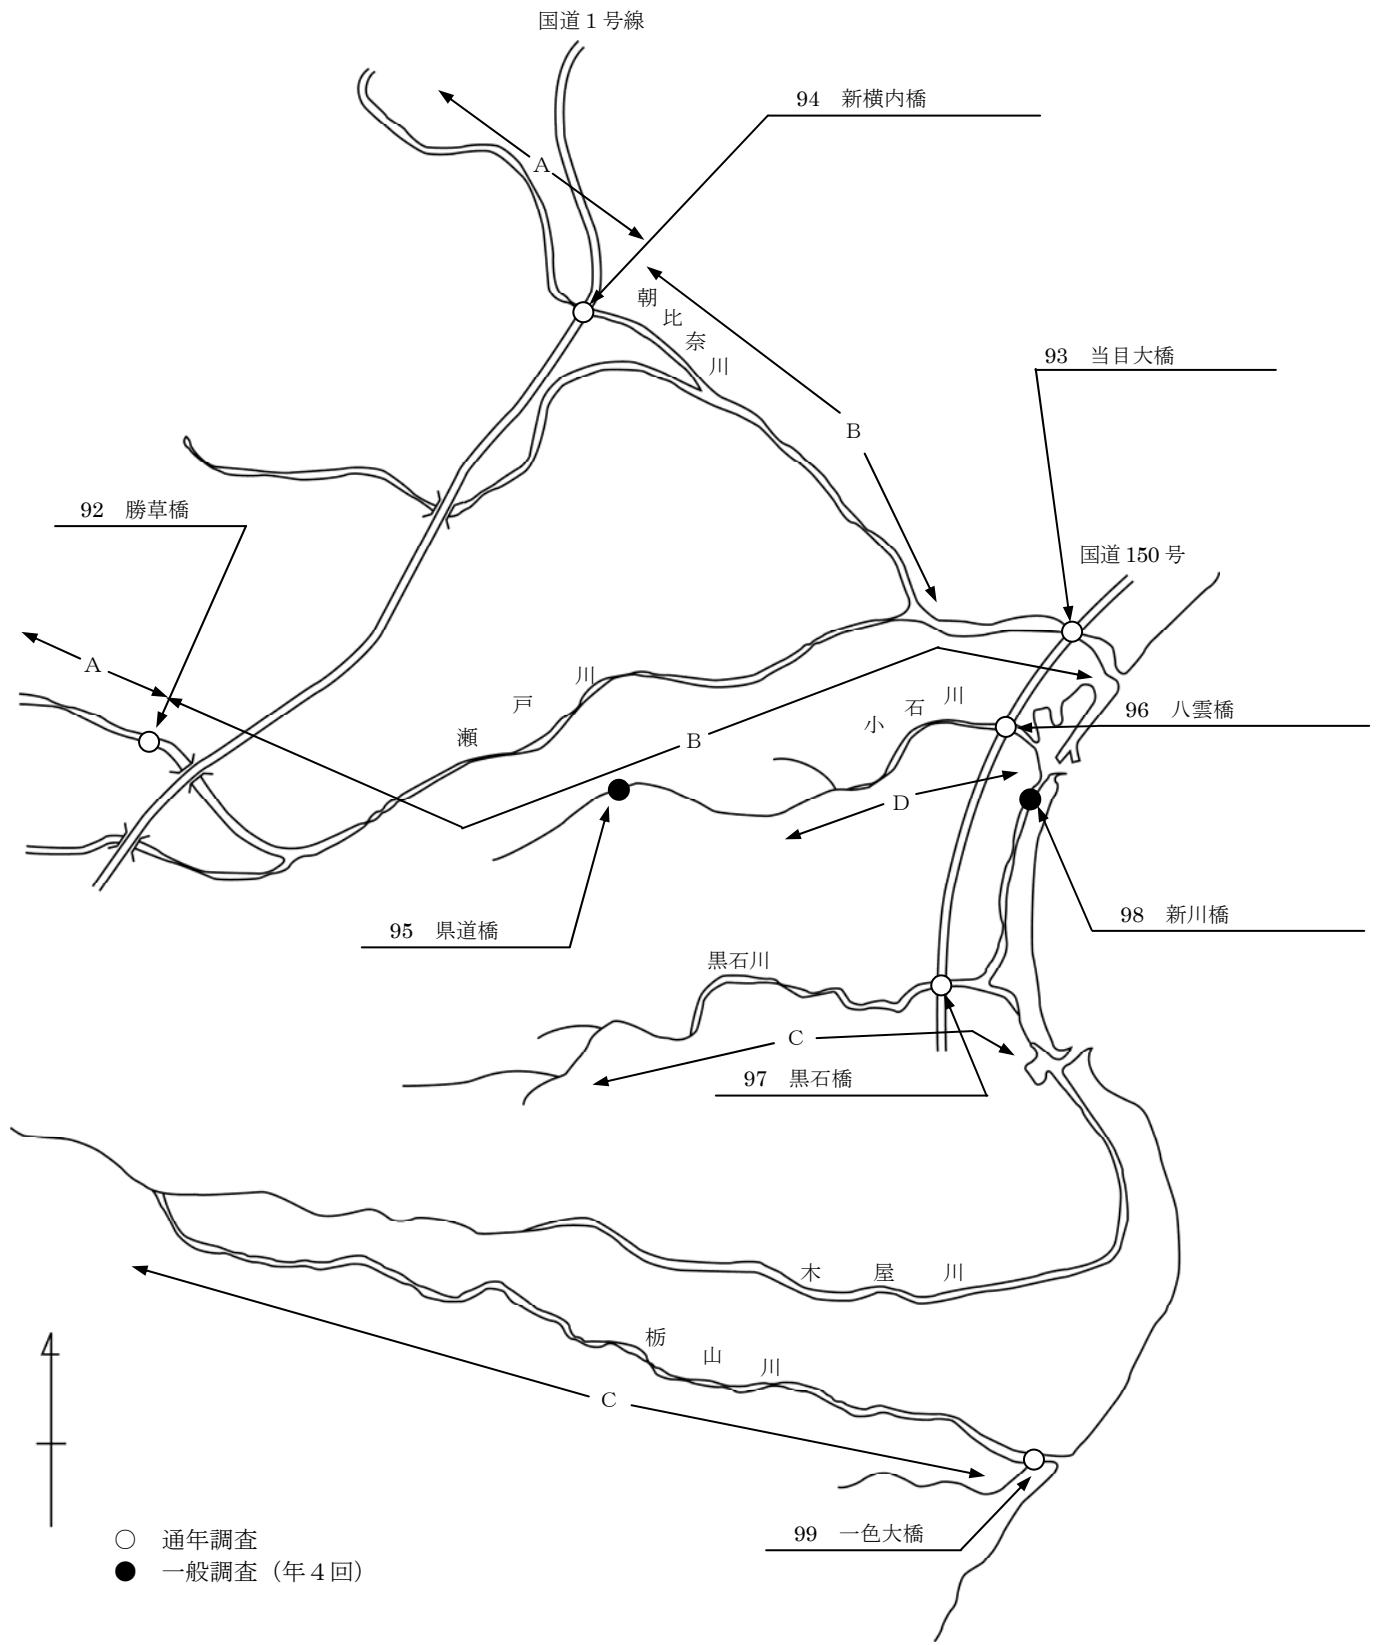 国道1号線
94 新横内橋
A
朝比奈川
93 当目大橋
B
92 勝草橋
国道150号
A
瀬戸川
小石川
96 八雲橋
B
D
98 新川橋
95 県道橋
黒石川
C
97 黒石橋
木屋川
栃山川
C
99 一色大橋
○ 通年調査
● 一般調査（年4回）